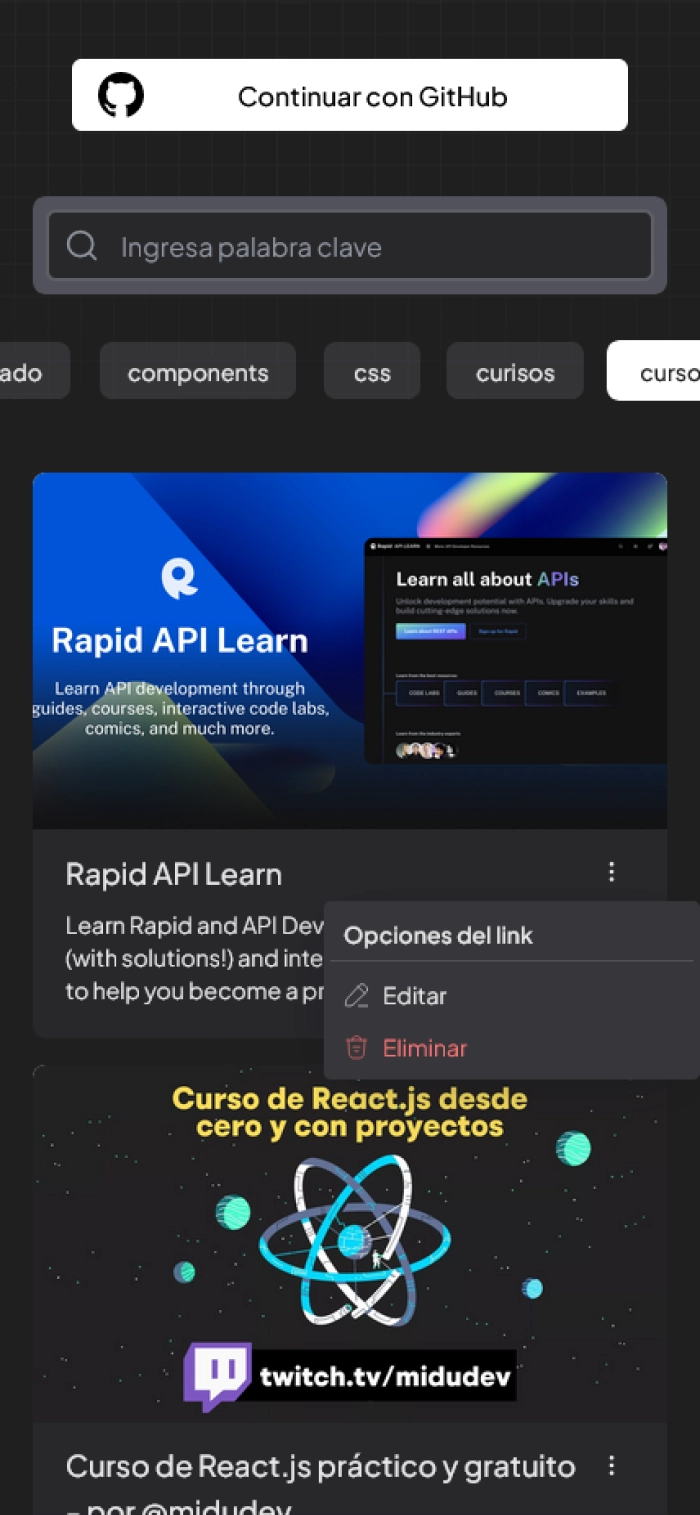 Continuar con GitHub
Ingresa palabra clave
ado
components
css
curisos
curso
Rapid API Learn
Learn API development through
guides, courses, interactive code labs,
comics, and much more.
Rapid API LEARN
More API Developer Resources
Learn all about APIs
Unlock development potential with APIs. Upgrade your skills and
build cutting-edge solutions now.
Learn about REST APIs
Sign up for Rapid
Learn from the best resources
CODE LABS
GUIDES
COURSES
COMICS
EXAMPLES
Learn from the industry experts
Rapid API Learn
Learn Rapid and API Dev
(with solutions!) and inte
to help you become a pr
Opciones del link
Editar
Eliminar
Curso de React.js desde
cero y con proyectos
twitch.tv/midudev
Curso de React.js práctico y gratuito
- por @midudev